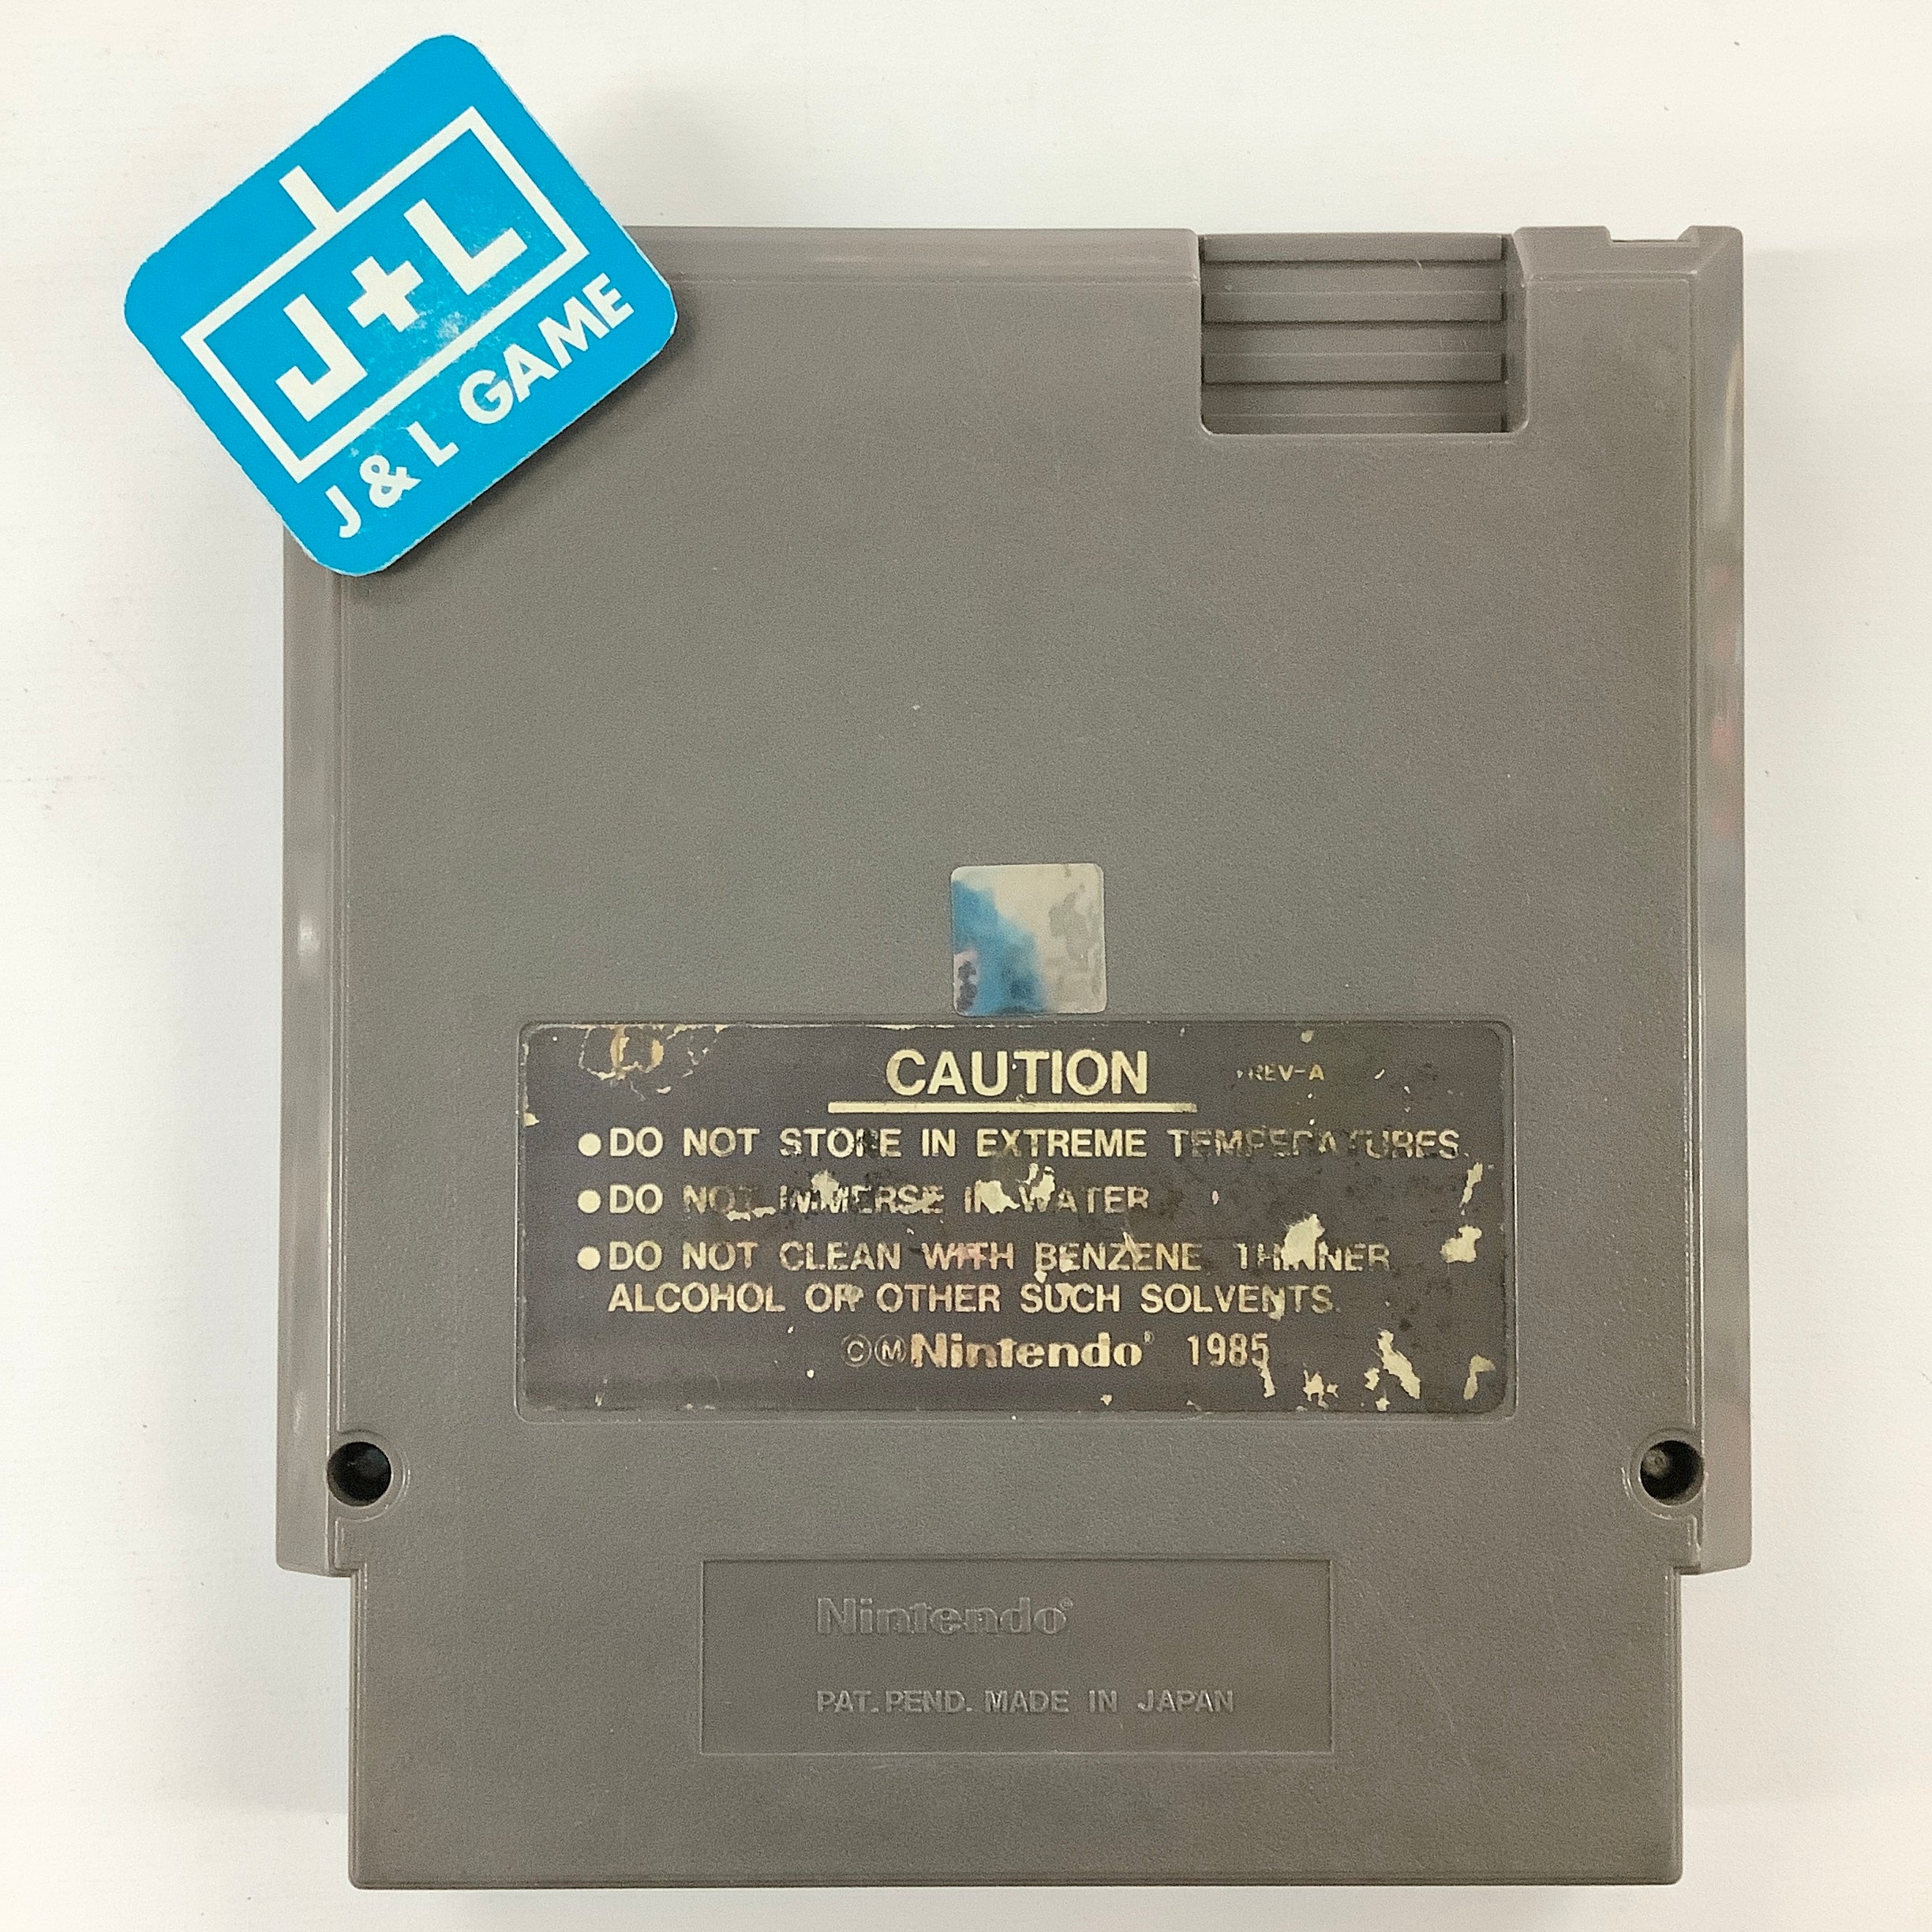 J+L
J & L GAME
CAUTION
REV-A
●DO NOT STORE IN EXTREME TEMPERATURES.
●DO NOT IMMERSE IN WATER
●DO NOT CLEAN WITH BENZENE THINNER
ALCOHOL OR OTHER SUCH SOLVENTS.
©ⓂNintendo® 1985
Nintendo®
PAT. PEND. MADE IN JAPAN